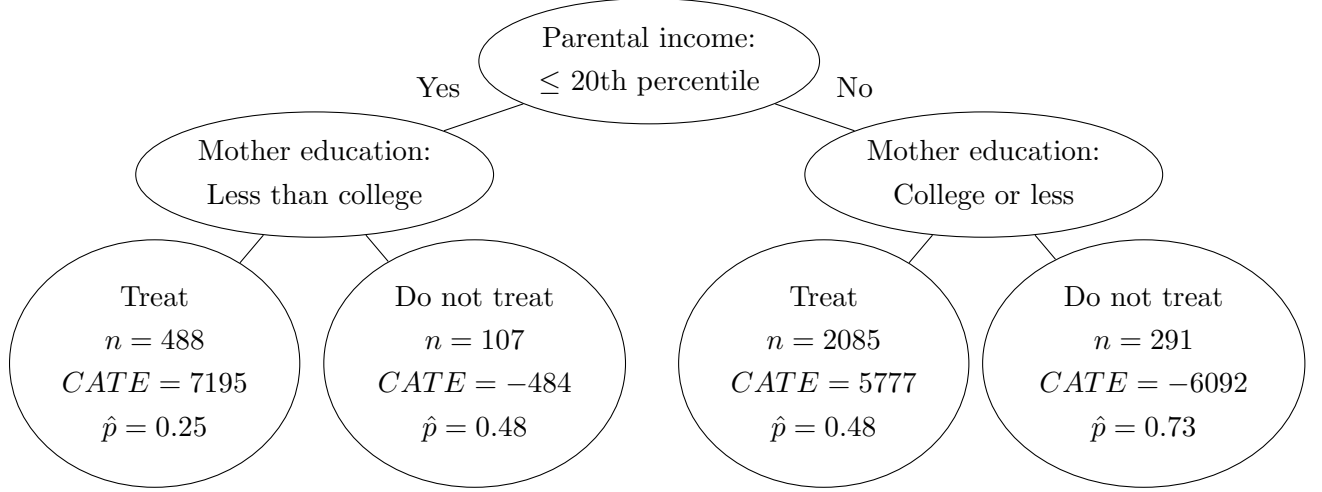 Parental income:
≤ 20th percentile
Yes
No
Mother education:
Less than college
Mother education:
College or less
Treat
n = 488
CATE = 7195
p̂ = 0.25
Do not treat
n = 107
CATE = −484
p̂ = 0.48
Treat
n = 2085
CATE = 5777
p̂ = 0.48
Do not treat
n = 291
CATE = −6092
p̂ = 0.73